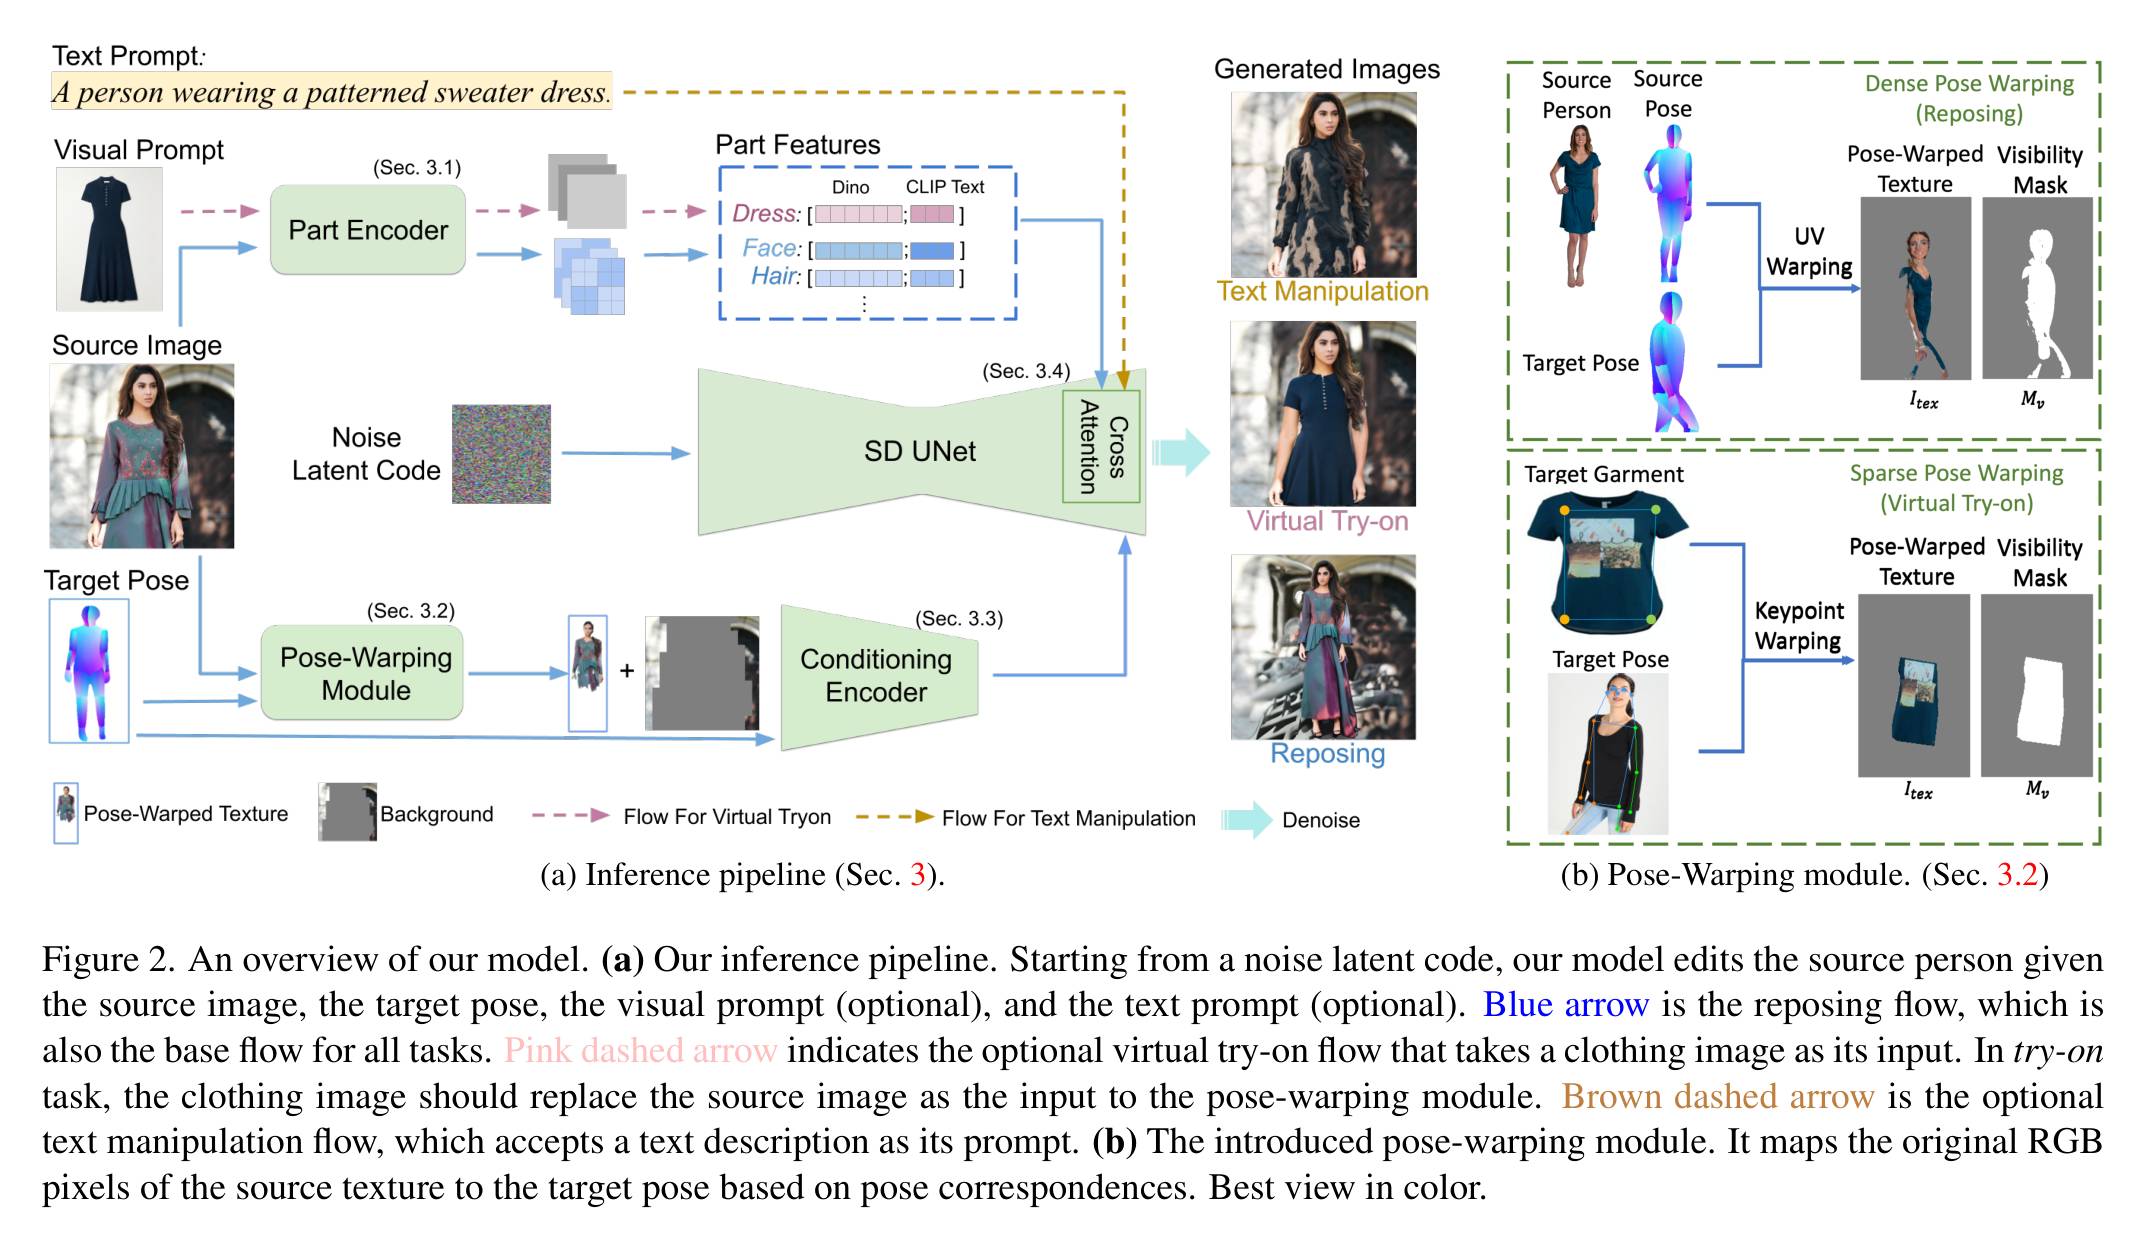 Text Prompt:
A person wearing a patterned sweater dress.
Visual Prompt
(Sec. 3.1)
Part Encoder
Part Features
Dino CLIP Text
Dress: [ ; ]
Face: [ ; ]
Hair: [ ; ]
⋮
Source Image
Noise
Latent Code
(Sec. 3.4)
SD UNet
Cross
Attention
Target Pose
(Sec. 3.2)
Pose-Warping
Module
+
(Sec. 3.3)
Conditioning
Encoder
Generated Images
Text Manipulation
Virtual Try-on
Reposing
Pose-Warped Texture
Background
Flow For Virtual Tryon
Flow For Text Manipulation
Denoise
(a) Inference pipeline (Sec. 3).
Source
Person
Source
Pose
Dense Pose Warping
(Reposing)
Pose-Warped
Texture
Visibility
Mask
UV
Warping
Target Pose
I_tex
M_v
Target Garment
Sparse Pose Warping
(Virtual Try-on)
Pose-Warped
Texture
Visibility
Mask
Keypoint
Warping
Target Pose
I_tex
M_v
(b) Pose-Warping module. (Sec. 3.2)
Figure 2. An overview of our model. (a) Our inference pipeline. Starting from a noise latent code, our model edits the source person given
the source image, the target pose, the visual prompt (optional), and the text prompt (optional). Blue arrow is the reposing flow, which is
also the base flow for all tasks. Pink dashed arrow indicates the optional virtual try-on flow that takes a clothing image as its input. In try-on
task, the clothing image should replace the source image as the input to the pose-warping module. Brown dashed arrow is the optional
text manipulation flow, which accepts a text description as its prompt. (b) The introduced pose-warping module. It maps the original RGB
pixels of the source texture to the target pose based on pose correspondences. Best view in color.